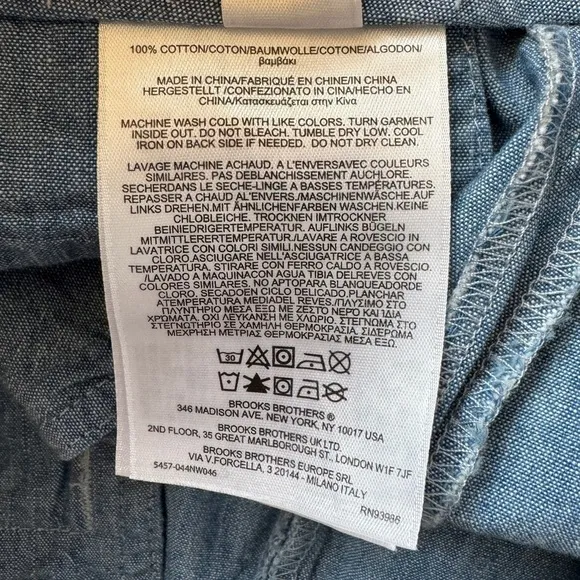 100% COTTON/COTON/BAUMWOLLE/COTONE/ALGODON/
βαμβάκι
MADE IN CHINA/FABRIQUÉ EN CHINE/IN CHINA
HERGESTELLT /CONFEZIONATO IN CINA/HECHO EN
CHINA/Κατασκευάζεται στην Κίνα
MACHINE WASH COLD WITH LIKE COLORS. TURN GARMENT
INSIDE OUT. DO NOT BLEACH. TUMBLE DRY LOW. COOL
IRON ON BACK SIDE IF NEEDED. DO NOT DRY CLEAN.
LAVAGE MACHINE ACHAUD. A L'ENVERSAVEC COULEURS
SIMILAIRES. PAS DEBLANCHISSEMENT AUCHLORE.
SECHERDANS LE SECHE-LINGE A BASSES TEMPÉRATURES.
REPASSER A CHAUD AL'ENVERS./MASCHINENWÄSCHE.AUF
LINKS DREHEN.MIT ÄHNLICHENFARBEN WASCHEN.KEINE
CHLOBLEICHE. TROCKNEN IMTROCKNER
BEINIEDRIGERTEMPERATUR. AUFLINKS BÜGELN
MITMITTLERERTEMPERATUR./LAVARE A ROVESCIO IN
LAVATRICE CON COLORI SIMILI.NESSUN CANDEGGIO CON
CLORO.ASCIUGARE NELL'ASCIUGATRICE A BASSA
TEMPERATURA. STIRARE CON FERRO CALDO A ROVESCIO.
/LAVADO A MAQUINACON AGUA TIBIA DELREVES CON
COLORES SIMILARES. NO APTOPARA BLANQUEADORDE
CLORO. SECADOEN CICLO DELICADO.PLANCHAR
ATEMPERATURA MEDIADEL REVES./ΠΛΥΣΙΜΟ ΣΤΟ
ΠΛΥΝΤΗΡΙΟ ΜΕΣΑ ΕΞΩ ΜΕ ΖΕΣΤΟ ΝΕΡΟ ΚΑΙ ΙΔΙΑ
ΧΡΩΜΑΤΑ. ΟΧΙ ΛΕΥΚΑΝΣΗ ΜΕ ΧΛΩΡΙΟ. ΣΤΕΓΝΩΜΑ ΣΤΟ
ΣΤΕΓΝΩΤΗΡΙΟ ΣΕ ΧΑΜΗΛΗ ΘΕΡΜΟΚΡΑΣΙΑ. ΣΙΔΕΡΩΜΑ
ΜΕΧΡΙ ΜΕΤΡΙΑ ΘΕΡΜΟΚΡΑΣΙΑ ΜΕΣΑ ΕΞΩ.
30
BROOKS BROTHERS ®
346 MADISON AVE. NEW YORK, NY 10017 USA
BROOKS BROTHERS UK LTD.
2ND FLOOR, 35 GREAT MARLBOROUGH ST. LONDON W1F 7JF
BROOKS BROTHERS EUROPE SRL
VIA V.FORCELLA, 3 20144 - MILANO ITALY
5457-044NW046
RN93986